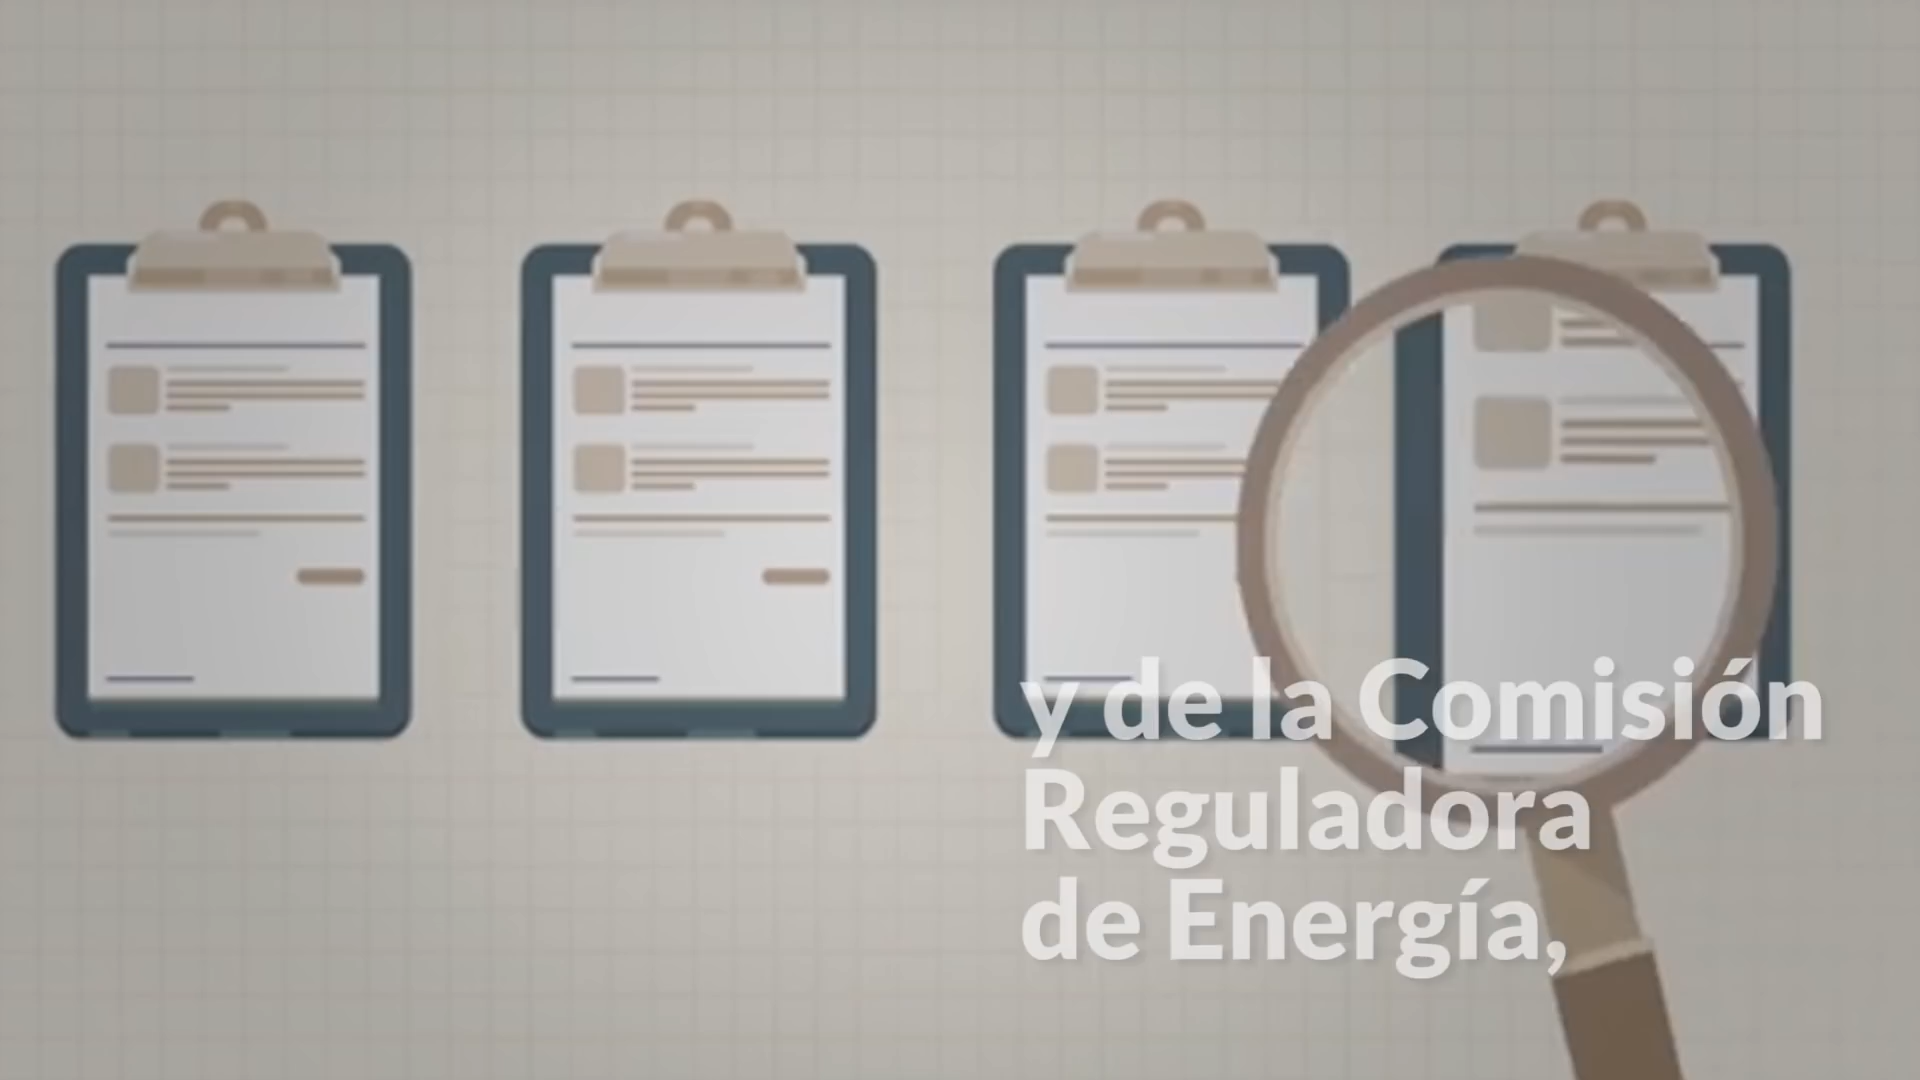 y de la Comisión
Reguladora
de Energía,